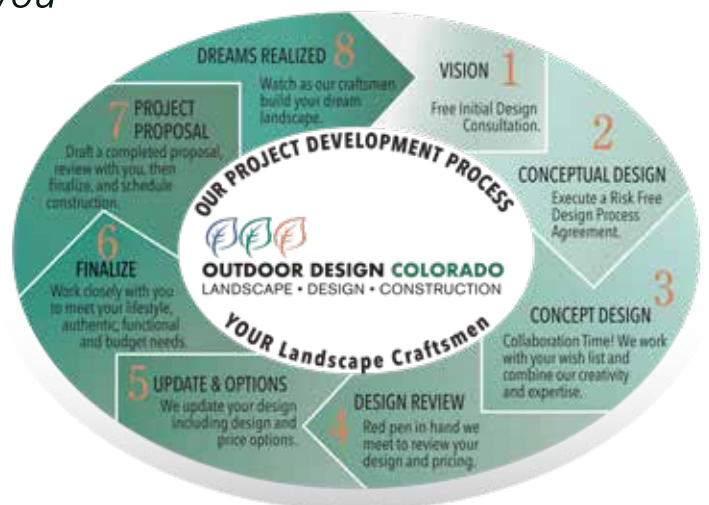 you
OUR PROJECT DEVELOPMENT PROCESS
OUTDOOR DESIGN COLORADO
LANDSCAPE • DESIGN • CONSTRUCTION
YOUR Landscape Craftsmen
VISION 1
Free Initial Design
Consultation.
2
CONCEPTUAL DESIGN
Execute a Risk Free
Design Process
Agreement.
3
CONCEPT DESIGN
Collaboration Time! We work
with your wish list and
combine our creativity
and expertise.
4 DESIGN REVIEW
Red pen in hand we
meet to review your
design and pricing.
5 UPDATE & OPTIONS
We update your design
including design and
price options.
6
FINALIZE
Work closely with you
to meet your lifestyle,
authentic, functional
and budget needs.
7 PROJECT
PROPOSAL
Draft a completed proposal,
review with you, then
finalize, and schedule
construction.
DREAMS REALIZED 8
Watch as our craftsmen
build your dream
landscape.